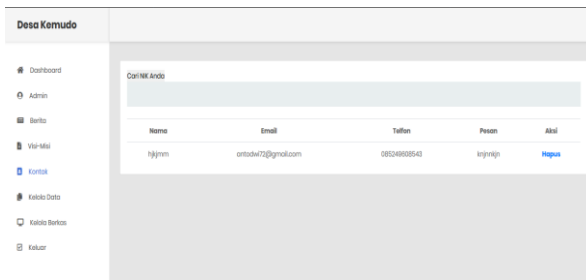 Desa Kemudo
Dashboard
Admin
Berita
Visi-Misi
Kontak
Kelola Data
Kelola Berkas
Keluar
Cari NIK Anda
Nama Email Telfon Pesan Aksi
hjkjmm antodwi72@gmail.com 085249608543 knjnnkjn Hapus